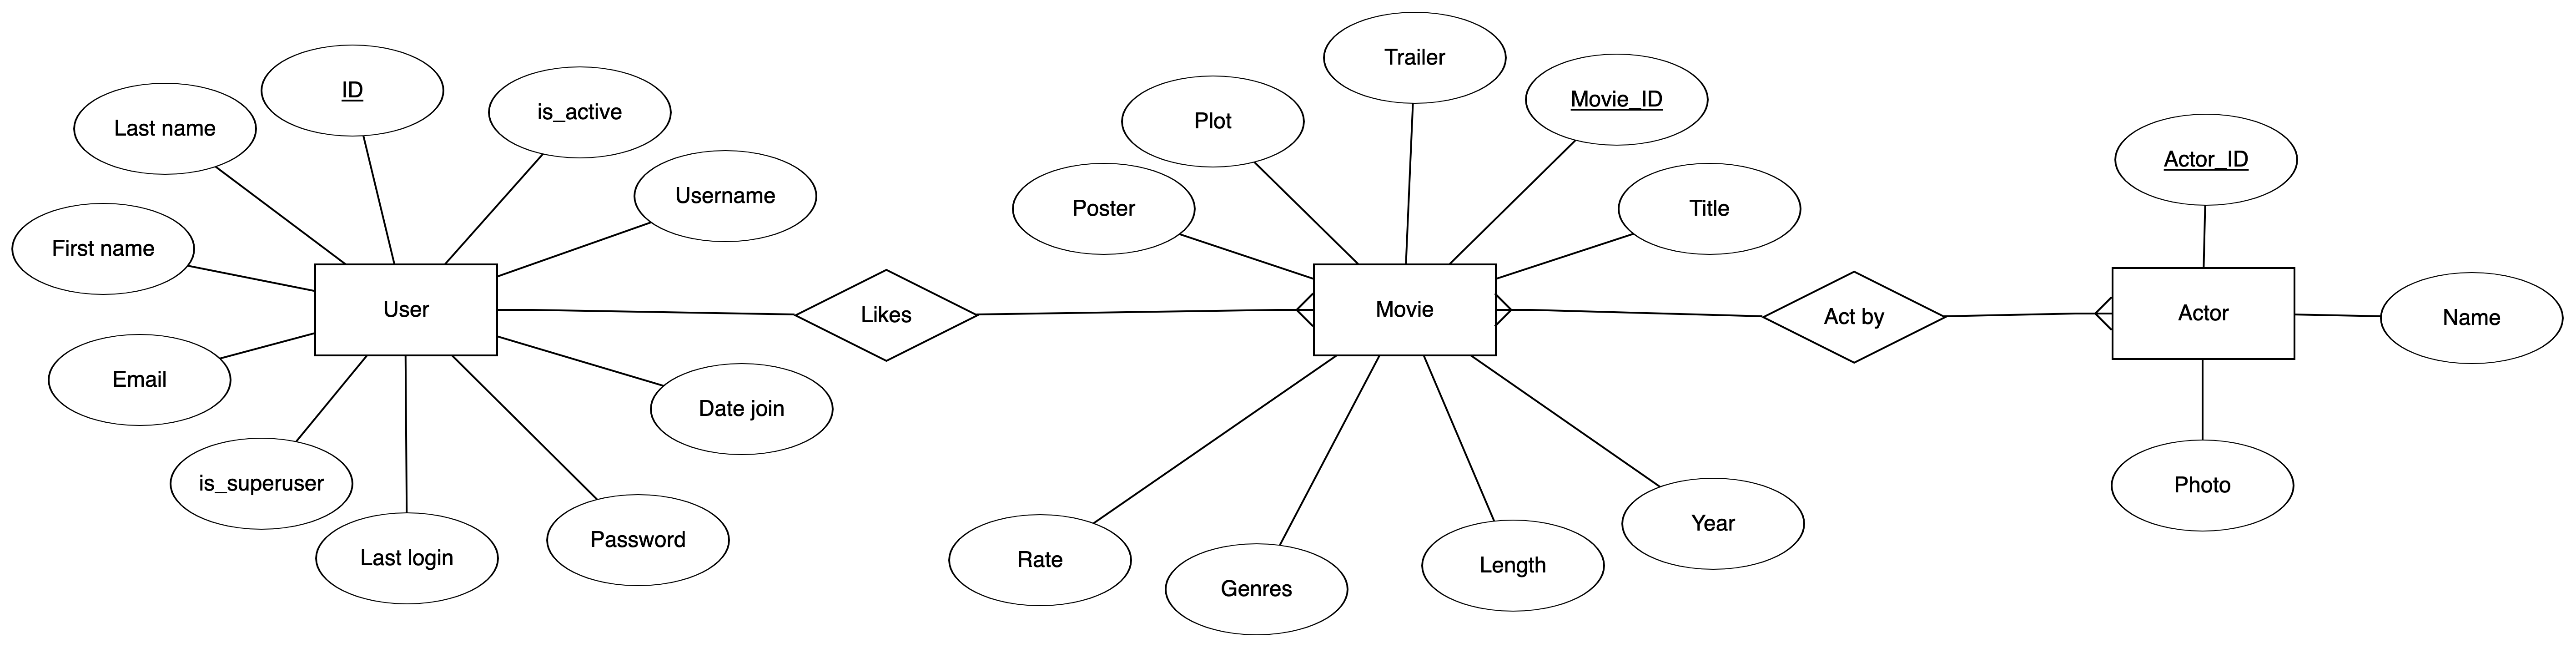 Trailer
ID
Movie_ID
is_active
Plot
Last name
Actor_ID
Username
Poster
Title
First name
User
Likes
Movie
Act by
Actor
Name
Email
Date join
is_superuser
Photo
Year
Password
Last login
Rate
Length
Genres